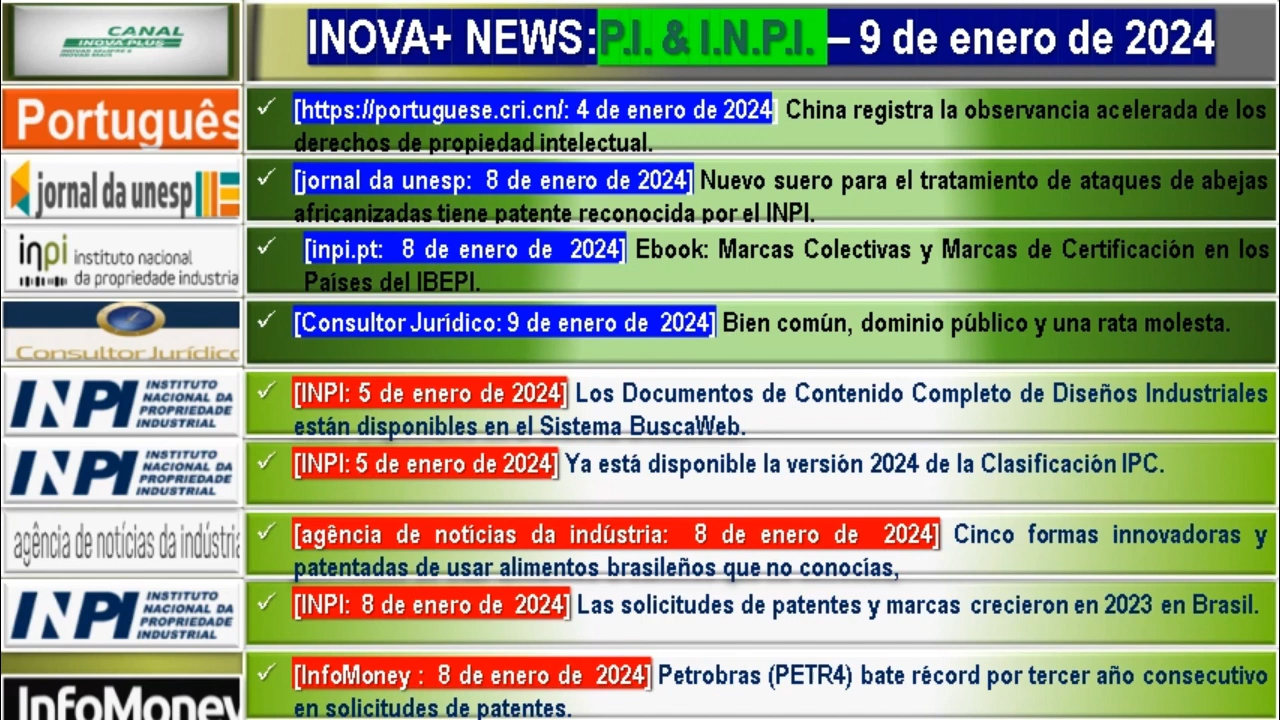 CANAL
INOVA PLUS
INOVA+ NEWS:P.I. & I.N.P.I. – 9 de enero de 2024
Português
✓ [https://portuguese.cri.cn/: 4 de enero de 2024] China registra la observancia acelerada de los
derechos de propiedad intelectual.
jornal da unesp
✓ [jornal da unesp: 8 de enero de 2024] Nuevo suero para el tratamiento de ataques de abejas
africanizadas tiene patente reconocida por el INPI.
inpi instituto nacional
da propriedade industria
✓ [inpi.pt: 8 de enero de 2024] Ebook: Marcas Colectivas y Marcas de Certificación en los
Países del IBEPI.
Consultor Jurídico
✓ [Consultor Jurídico: 9 de enero de 2024] Bien común, dominio público y una rata molesta.
INPI INSTITUTO
NACIONAL DA
PROPRIEDADE
INDUSTRIAL
✓ [INPI: 5 de enero de 2024] Los Documentos de Contenido Completo de Diseños Industriales
están disponibles en el Sistema BuscaWeb.
INPI INSTITUTO
NACIONAL DA
PROPRIEDADE
INDUSTRIAL
✓ [INPI: 5 de enero de 2024] Ya está disponible la versión 2024 de la Clasificación IPC.
agência de notícias da indústria
✓ [agência de notícias da indústria: 8 de enero de 2024] Cinco formas innovadoras y
patentadas de usar alimentos brasileños que no conocías,
INPI INSTITUTO
NACIONAL DA
PROPRIEDADE
INDUSTRIAL
✓ [INPI: 8 de enero de 2024] Las solicitudes de patentes y marcas crecieron en 2023 en Brasil.
InfoMoney
✓ [InfoMoney : 8 de enero de 2024] Petrobras (PETR4) bate récord por tercer año consecutivo
en solicitudes de patentes.